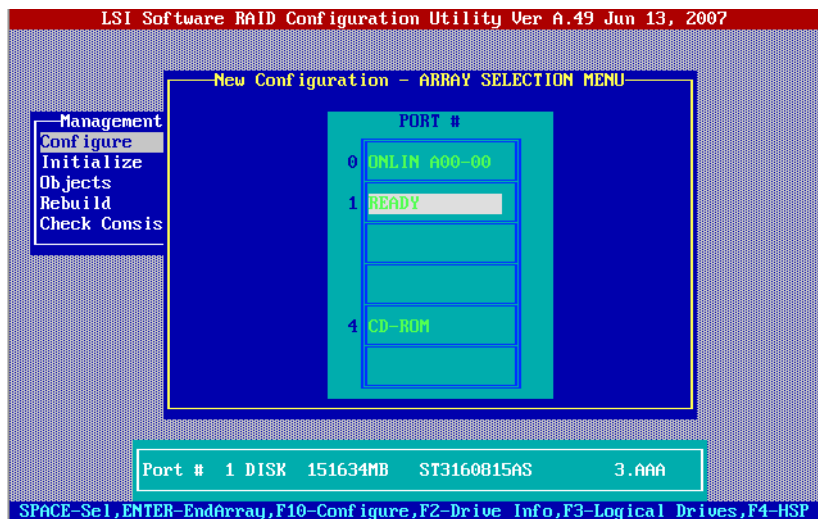 LSI Software RAID Configuration Utility Ver A.49 Jun 13, 2007
New Configuration - ARRAY SELECTION MENU
Management
Configure
Initialize
Objects
Rebuild
Check Consis
PORT #
0 ONLIN A00-00
1 READY
4 CD-ROM
Port # 1 DISK 151634MB ST3160815AS 3.AAA
SPACE-Sel,ENTER-EndArray,F10-Configure,F2-Drive Info,F3-Logical Drives,F4-HSP